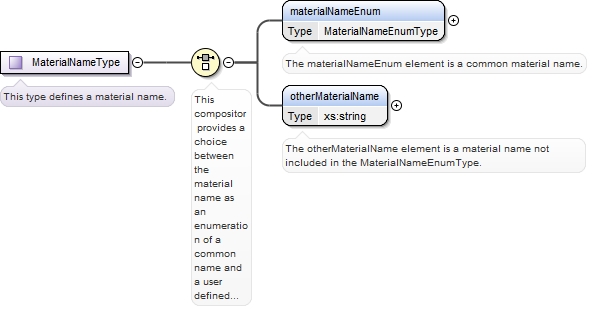 materialNameEnum
Type MaterialNameEnumType
The materialNameEnum element is a common material name.
MaterialNameType
This type defines a material name.
This
compositor
provides a
choice
between
the
material
name as
an
enumeratio
n of a
common
name and
a user
defined...
otherMaterialName
Type xs:string
The otherMaterialName element is a material name not
included in the MaterialNameEnumType.